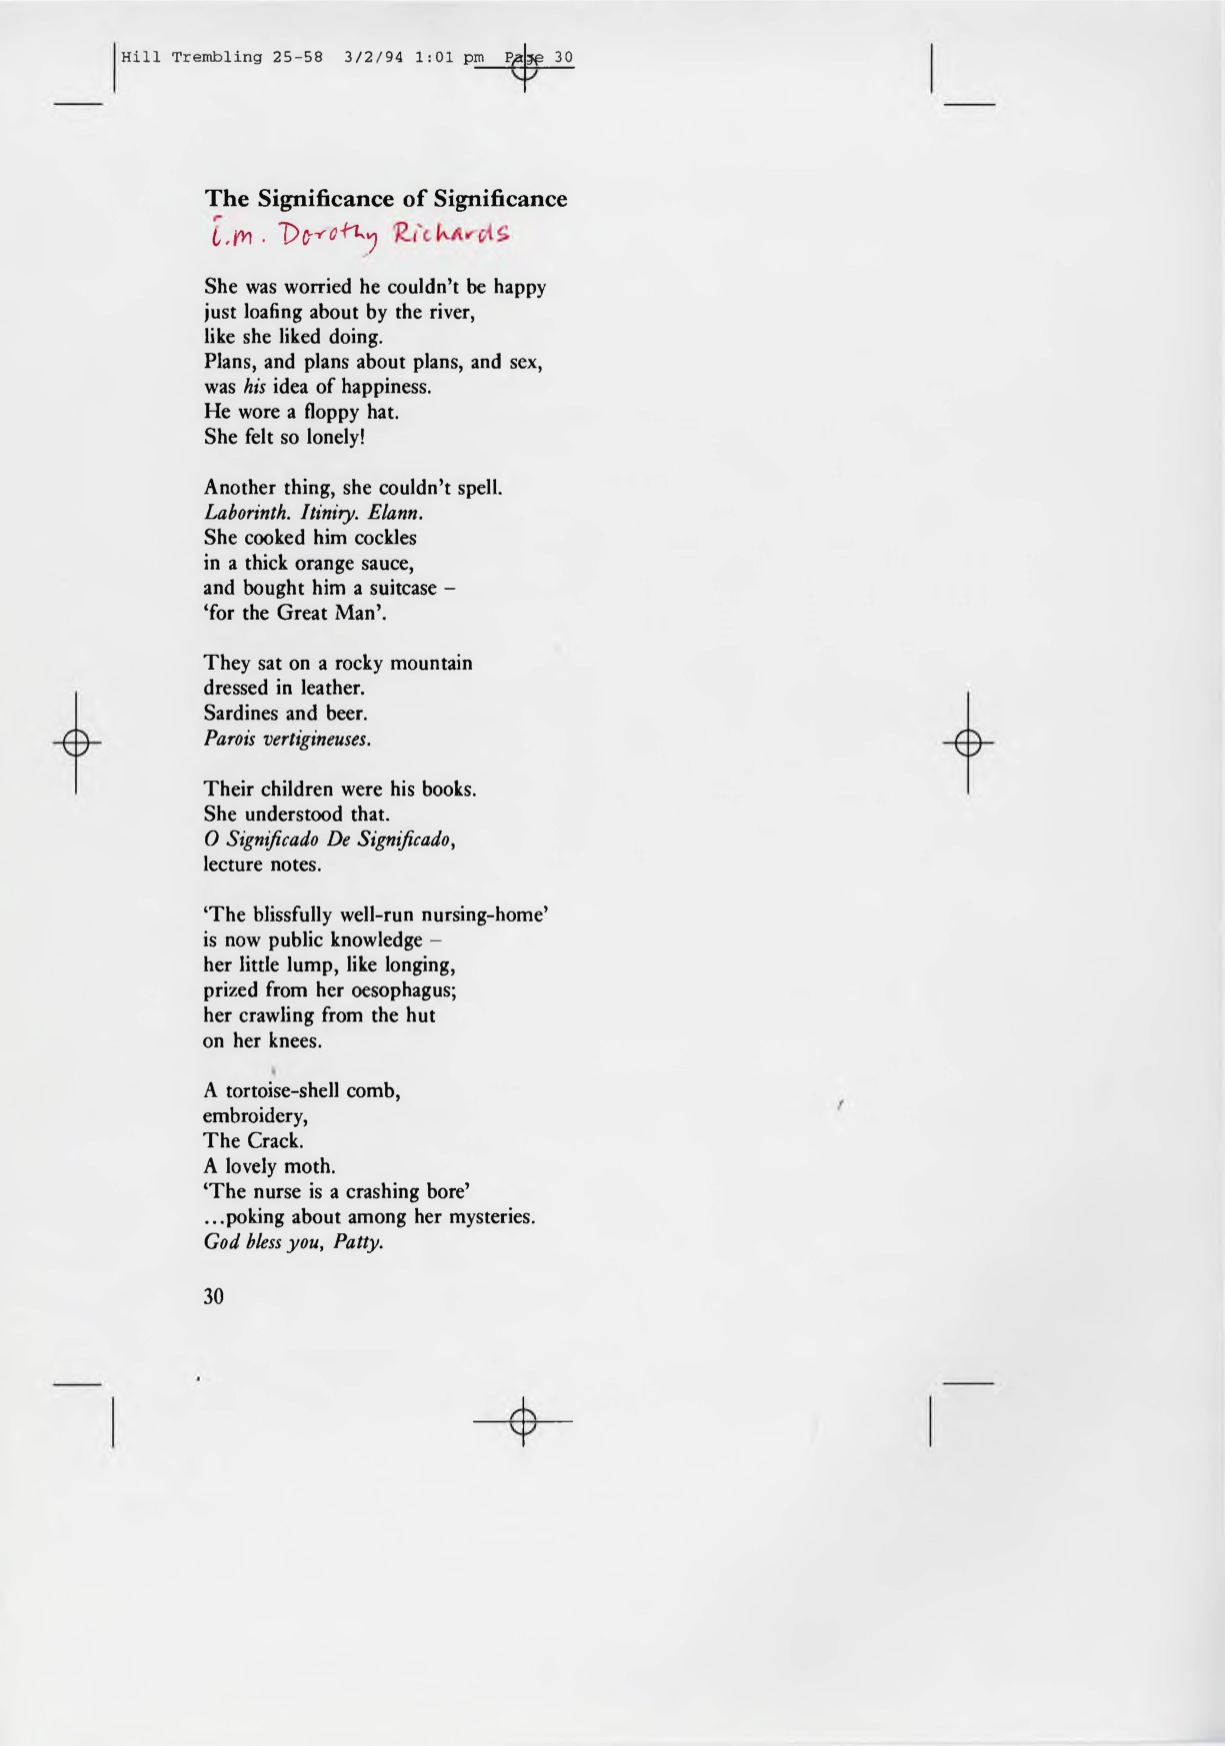 Hill Trembling 25-58 3/2/94 1:01 pm Page 30
The Significance of Significance
i.m. Dorothy Richards
She was worried he couldn't be happy
just loafing about by the river,
like she liked doing.
Plans, and plans about plans, and sex,
was his idea of happiness.
He wore a floppy hat.
She felt so lonely!
Another thing, she couldn't spell.
Laborinth. Itiniry. Elann.
She cooked him cockles
in a thick orange sauce,
and bought him a suitcase –
‘for the Great Man’.
They sat on a rocky mountain
dressed in leather.
Sardines and beer.
Parois vertigineuses.
Their children were his books.
She understood that.
O Significado De Significado,
lecture notes.
‘The blissfully well-run nursing-home’
is now public knowledge –
her little lump, like longing,
prized from her oesophagus;
her crawling from the hut
on her knees.
A tortoise-shell comb,
embroidery,
The Crack.
A lovely moth.
‘The nurse is a crashing bore’
...poking about among her mysteries.
God bless you, Patty.
30